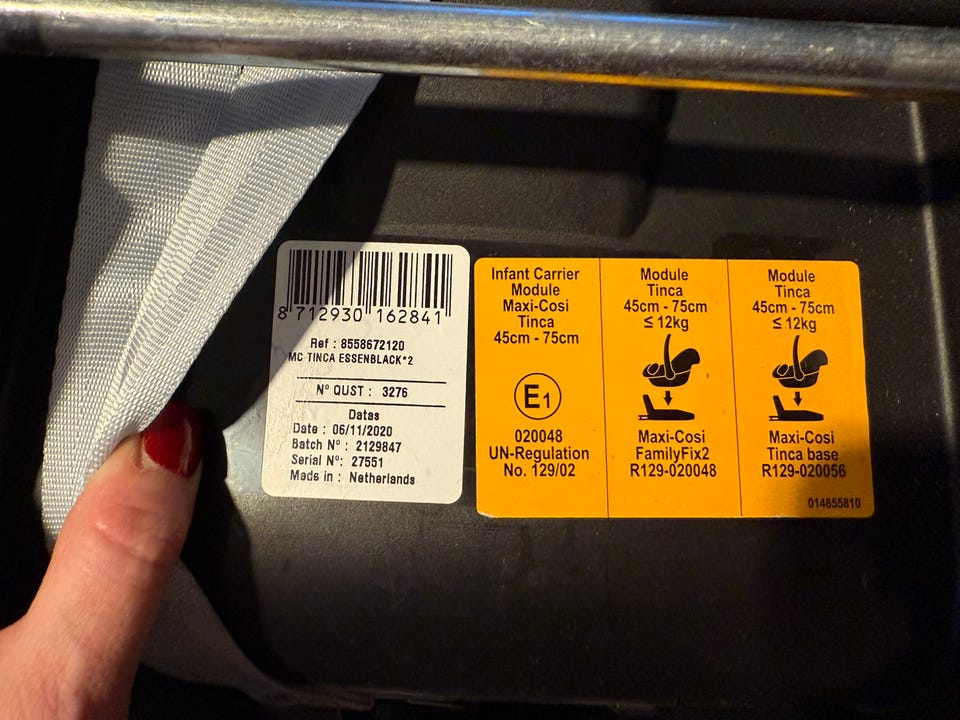 8 712930 162841
Ref : 8558672120
MC TINCA ESSENBLACK*2
N° QUST : 3276
Datas
Date : 06/11/2020
Batch N° : 2129847
Serial N°: 27551
Made in : Netherlands
Infant Carrier
Module
Maxi-Cosi
Tinca
45cm - 75cm
E1
020048
UN-Regulation
No. 129/02
Module
Tinca
45cm - 75cm
≤ 12kg
Maxi-Cosi
FamilyFix2
R129-020048
Module
Tinca
45cm - 75cm
≤ 12kg
Maxi-Cosi
Tinca base
R129-020056
014855810